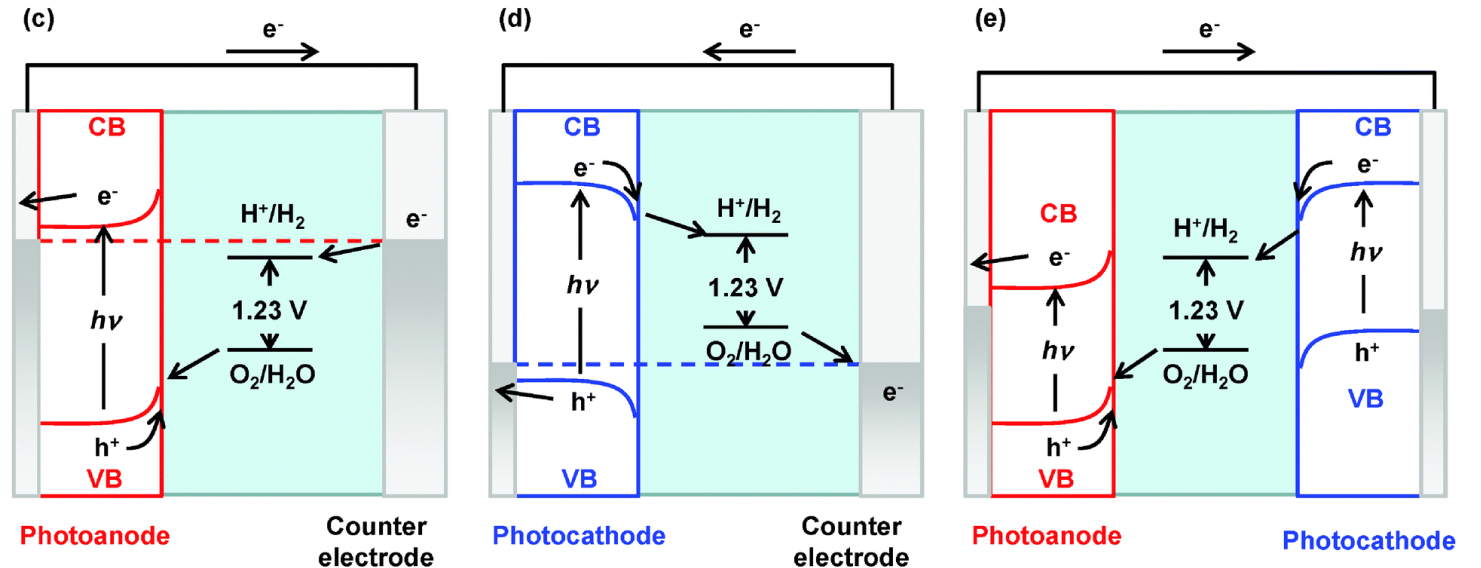 (c)
e⁻
CB
e⁻
H⁺/H₂
e⁻
hν
1.23 V
O₂/H₂O
h⁺
VB
Photoanode
Counter
electrode
(d)
e⁻
CB
e⁻
H⁺/H₂
hν
1.23 V
O₂/H₂O
h⁺
e⁻
VB
Photocathode
Counter
electrode
(e)
e⁻
CB
e⁻
CB
e⁻
H⁺/H₂
hν
hν
1.23 V
O₂/H₂O
h⁺
h⁺
VB
VB
Photoanode
Photocathode